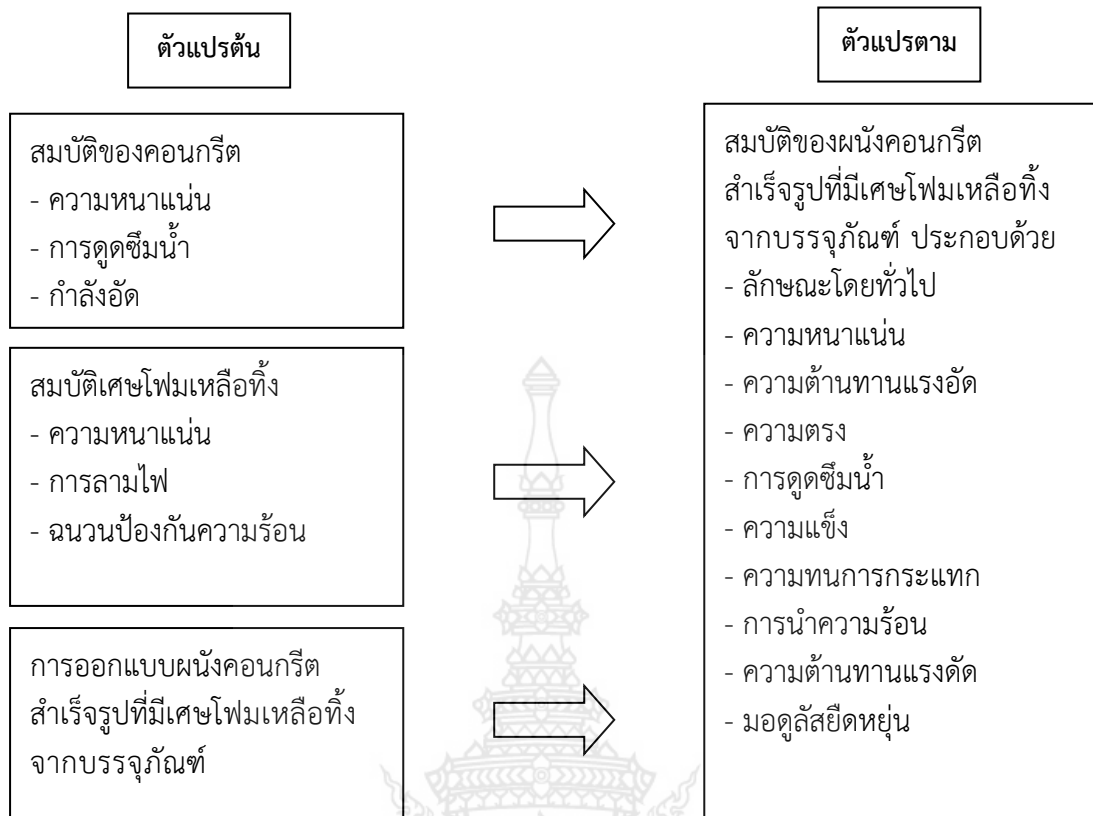 ตัวแปรต้น
สมบัติของคอนกรีต
- ความหนาแน่น
- การดูดซึมน้ำ
- กำลังอัด
สมบัติเศษโฟมเหลือทิ้ง
- ความหนาแน่น
- การลามไฟ
- ฉนวนป้องกันความร้อน
การออกแบบผนังคอนกรีต
สำเร็จรูปที่มีเศษโฟมเหลือทิ้ง
จากบรรจุภัณฑ์
ตัวแปรตาม
สมบัติของผนังคอนกรีต
สำเร็จรูปที่มีเศษโฟมเหลือทิ้ง
จากบรรจุภัณฑ์ ประกอบด้วย
- ลักษณะโดยทั่วไป
- ความหนาแน่น
- ความต้านทานแรงอัด
- ความตรง
- การดูดซึมน้ำ
- ความแข็ง
- ความทนการกระแทก
- การนำความร้อน
- ความต้านทานแรงดัด
- มอดูลัสยืดหยุ่น